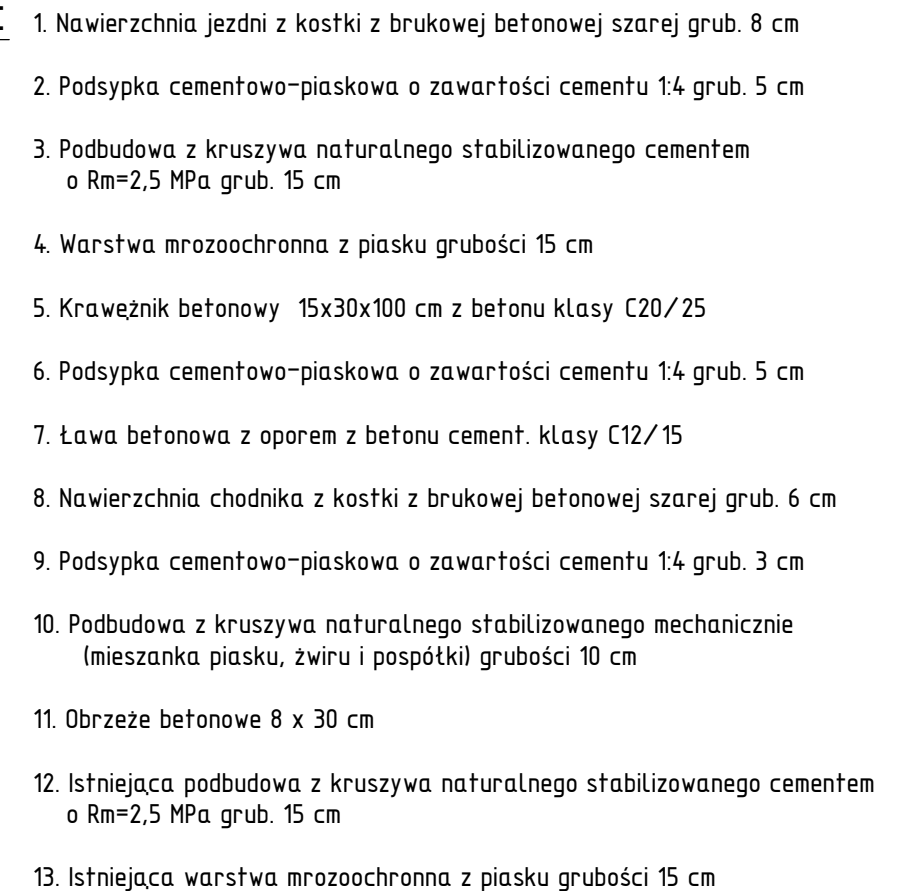 1. Nawierzchnia jezdni z kostki z brukowej betonowej szarej grub. 8 cm
2. Podsypka cementowo-piaskowa o zawartości cementu 1:4 grub. 5 cm
3. Podbudowa z kruszywa naturalnego stabilizowanego cementem
o Rm=2,5 MPa grub. 15 cm
4. Warstwa mrozoochronna z piasku grubości 15 cm
5. Krawężnik betonowy 15x30x100 cm z betonu klasy C20/25
6. Podsypka cementowo-piaskowa o zawartości cementu 1:4 grub. 5 cm
7. Ława betonowa z oporem z betonu cement. klasy C12/15
8. Nawierzchnia chodnika z kostki z brukowej betonowej szarej grub. 6 cm
9. Podsypka cementowo-piaskowa o zawartości cementu 1:4 grub. 3 cm
10. Podbudowa z kruszywa naturalnego stabilizowanego mechanicznie
(mieszanka piasku, żwiru i pospółki) grubości 10 cm
11. Obrzeże betonowe 8 x 30 cm
12. Istniejąca podbudowa z kruszywa naturalnego stabilizowanego cementem
o Rm=2,5 MPa grub. 15 cm
13. Istniejąca warstwa mrozoochronna z piasku grubości 15 cm